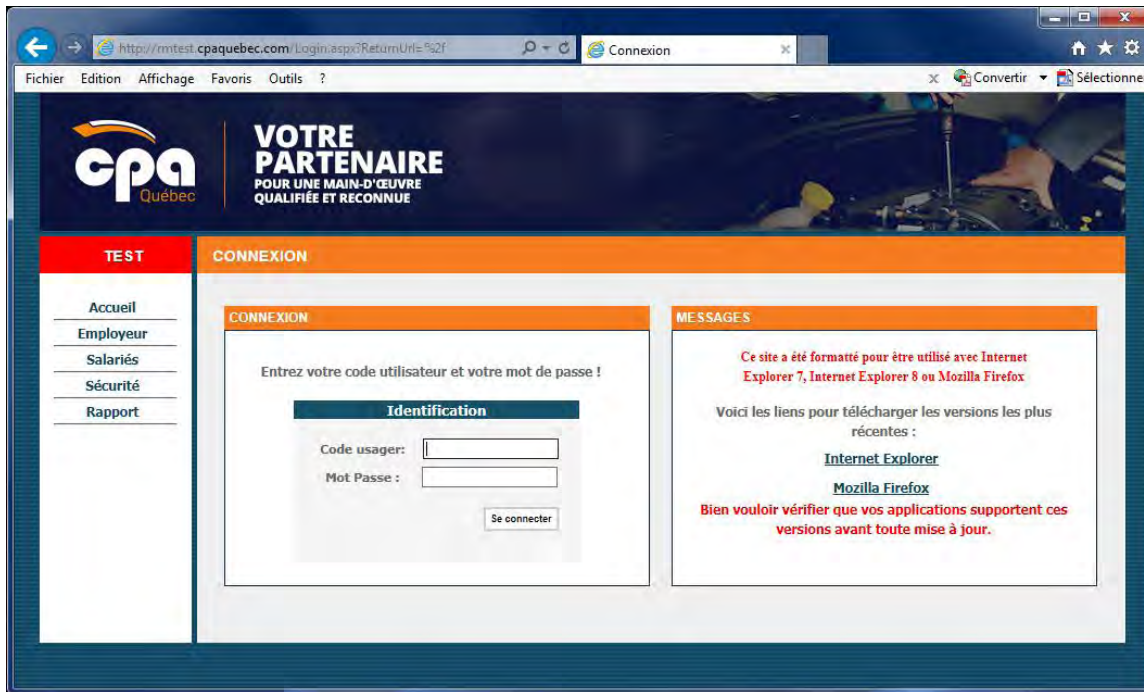 http://rmtest.cpaquebec.com/Login.aspx?ReturnUrl=%2f
Connexion
Fichier Edition Affichage Favoris Outils ?
Convertir
Sélectionner
cpa
Québec
VOTRE
PARTENAIRE
POUR UNE MAIN-D'ŒUVRE
QUALIFIÉE ET RECONNUE
TEST
CONNEXION
Accueil
Employeur
Salariés
Sécurité
Rapport
CONNEXION
Entrez votre code utilisateur et votre mot de passe !
Identification
Code usager:
Mot Passe :
Se connecter
MESSAGES
Ce site a été formatté pour être utilisé avec Internet
Explorer 7, Internet Explorer 8 ou Mozilla Firefox
Voici les liens pour télécharger les versions les plus
récentes :
Internet Explorer
Mozilla Firefox
Bien vouloir vérifier que vos applications supportent ces
versions avant toute mise à jour.